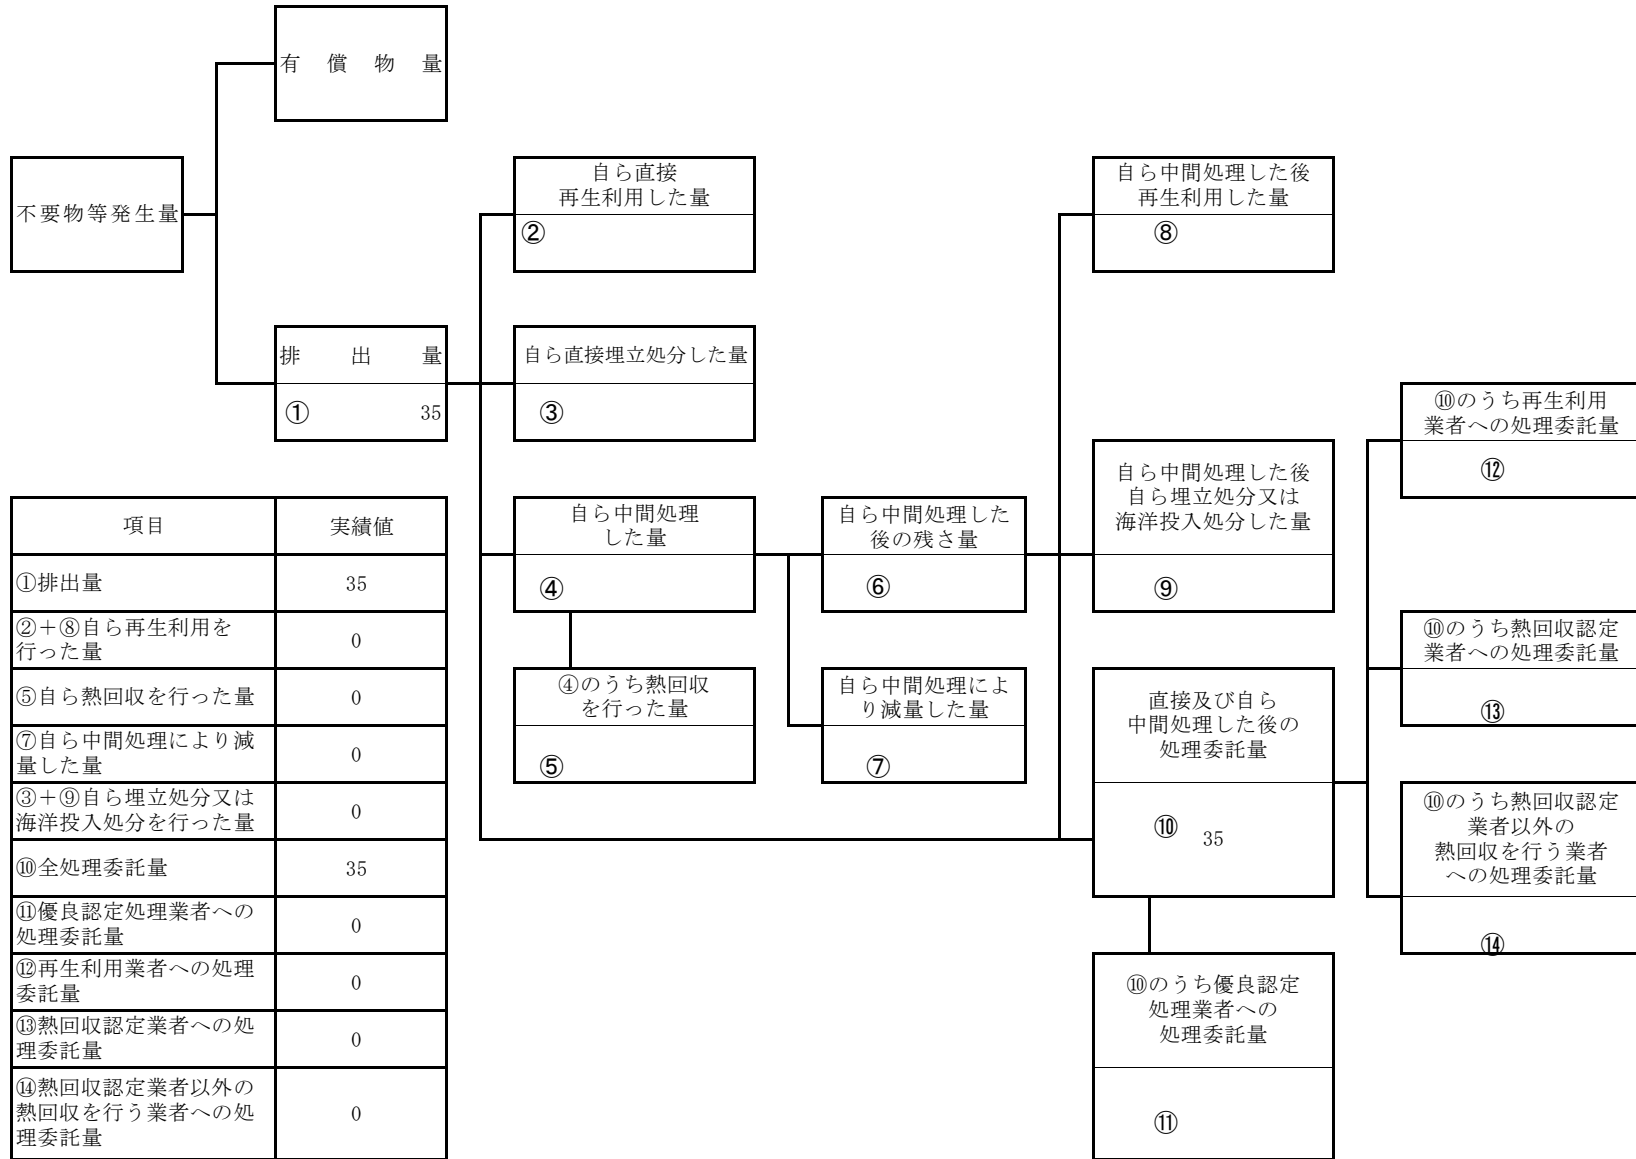 有償物量
不要物等発生量
自ら直接
再生利用した量
②
自ら中間処理した後
再生利用した量
⑧
排出量
① 35
自ら直接埋立処分した量
③
⑩のうち再生利用
業者への処理委託量
⑫
自ら中間処理
した量
④
自ら中間処理した
後の残さ量
⑥
自ら中間処理した後
自ら埋立処分又は
海洋投入処分した量
⑨
⑩のうち熱回収認定
業者への処理委託量
⑬
④のうち熱回収
を行った量
⑤
自ら中間処理によ
り減量した量
⑦
直接及び自ら
中間処理した後の
処理委託量
⑩ 35
⑩のうち熱回収認定
業者以外の
熱回収を行う業者
への処理委託量
⑭
⑩のうち優良認定
処理業者への
処理委託量
⑪
項目 実績値
①排出量 35
②+⑧自ら再生利用を
行った量 0
⑤自ら熱回収を行った量 0
⑦自ら中間処理により減
量した量 0
③+⑨自ら埋立処分又は
海洋投入処分を行った量 0
⑩全処理委託量 35
⑪優良認定処理業者への
処理委託量 0
⑫再生利用業者への処理
委託量 0
⑬熱回収認定業者への処
理委託量 0
⑭熱回収認定業者以外の
熱回収を行う業者への処
理委託量 0